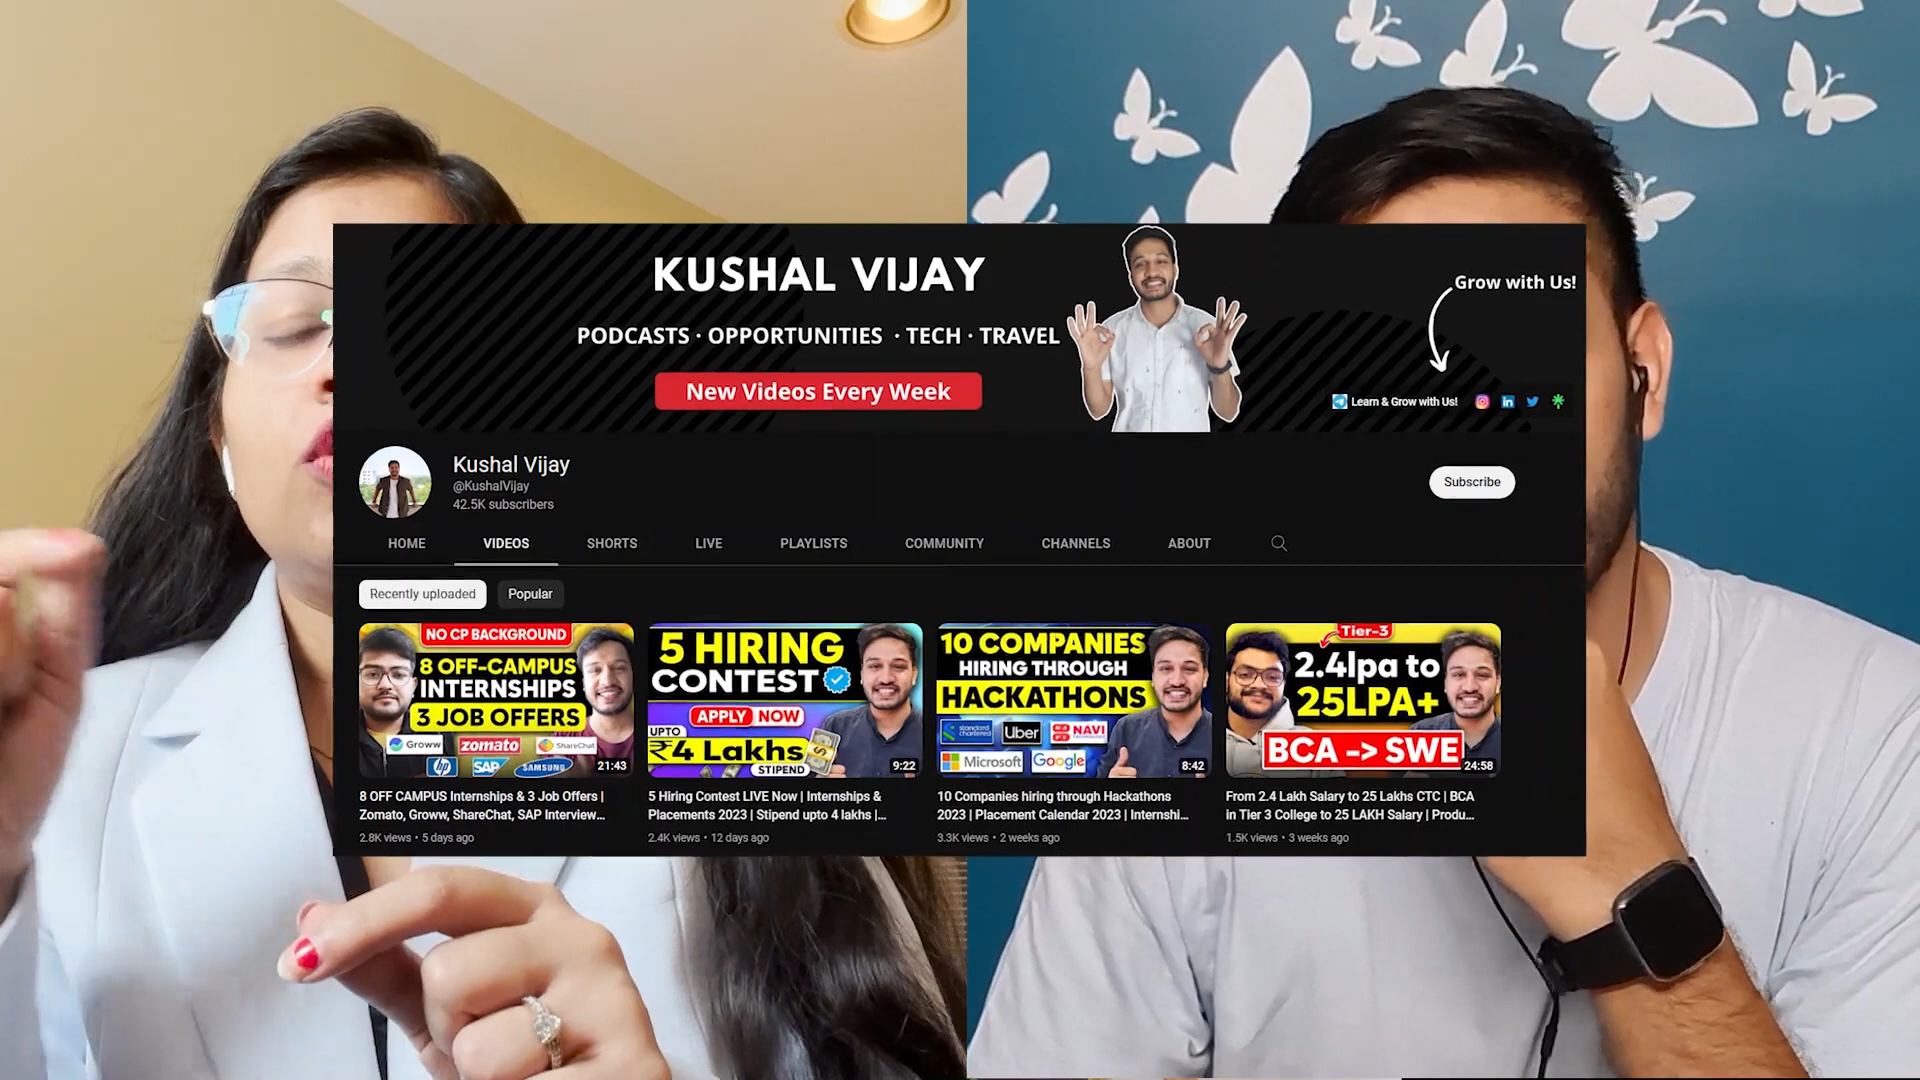 KUSHAL VIJAY
PODCASTS · OPPORTUNITIES · TECH · TRAVEL
New Videos Every Week
Grow with Us!
Learn & Grow with Us!
Kushal Vijay
@KushalVijay
42.5K subscribers
Subscribe
HOME VIDEOS SHORTS LIVE PLAYLISTS COMMUNITY CHANNELS ABOUT
Recently uploaded Popular
NO CP BACKGROUND
8 OFF-CAMPUS
INTERNSHIPS
3 JOB OFFERS
Groww zomato ShareChat
hp SAP SAMSUNG
21:43
5 HIRING
CONTEST
APPLY NOW
UPTO
₹4 Lakhs
STIPEND
9:22
10 COMPANIES
HIRING THROUGH
HACKATHONS
standard chartered Uber NAVI
Microsoft Google
8:42
Tier-3
2.4lpa to
25LPA+
BCA -> SWE
24:58
8 OFF CAMPUS Internships & 3 Job Offers |
Zomato, Groww, ShareChat, SAP Interview...
2.8K views • 5 days ago
5 Hiring Contest LIVE Now | Internships &
Placements 2023 | Stipend upto 4 lakhs |...
2.4K views • 12 days ago
10 Companies hiring through Hackathons
2023 | Placement Calendar 2023 | Internshi...
3.3K views • 2 weeks ago
From 2.4 Lakh Salary to 25 Lakhs CTC | BCA
in Tier 3 College to 25 LAKH Salary | Produ...
1.5K views • 3 weeks ago